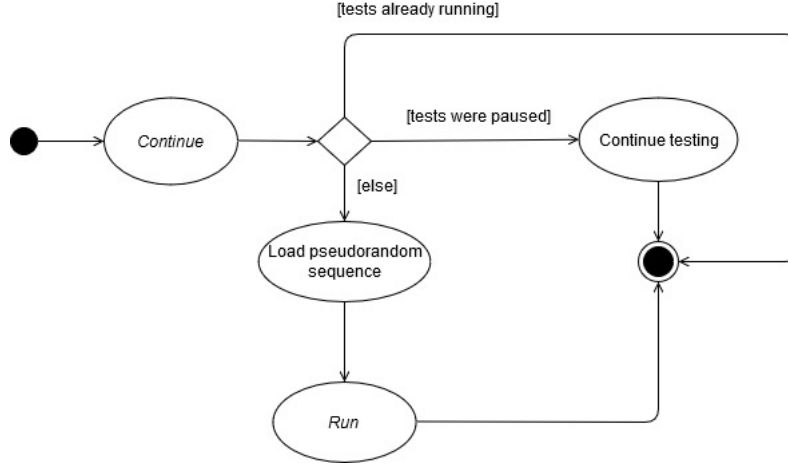 [tests already running]
[tests were paused]
Continue
Continue testing
[else]
Load pseudorandom
sequence
Run